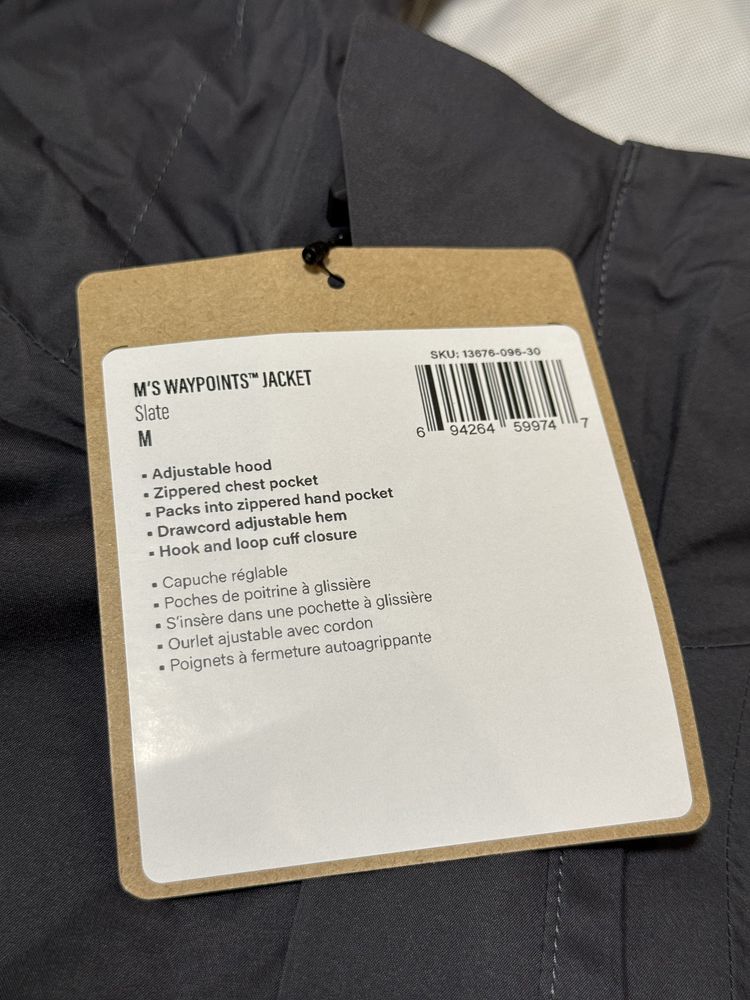 SKU: 13676-096-30
M'S WAYPOINTS™ JACKET
Slate
M
6 94264 59974 7
▪ Adjustable hood
▪ Zippered chest pocket
▪ Packs into zippered hand pocket
▪ Drawcord adjustable hem
▪ Hook and loop cuff closure
▪ Capuche réglable
▪ Poches de poitrine à glissière
▪ S'insère dans une pochette à glissière
▪ Ourlet ajustable avec cordon
▪ Poignets à fermeture autoagrippante